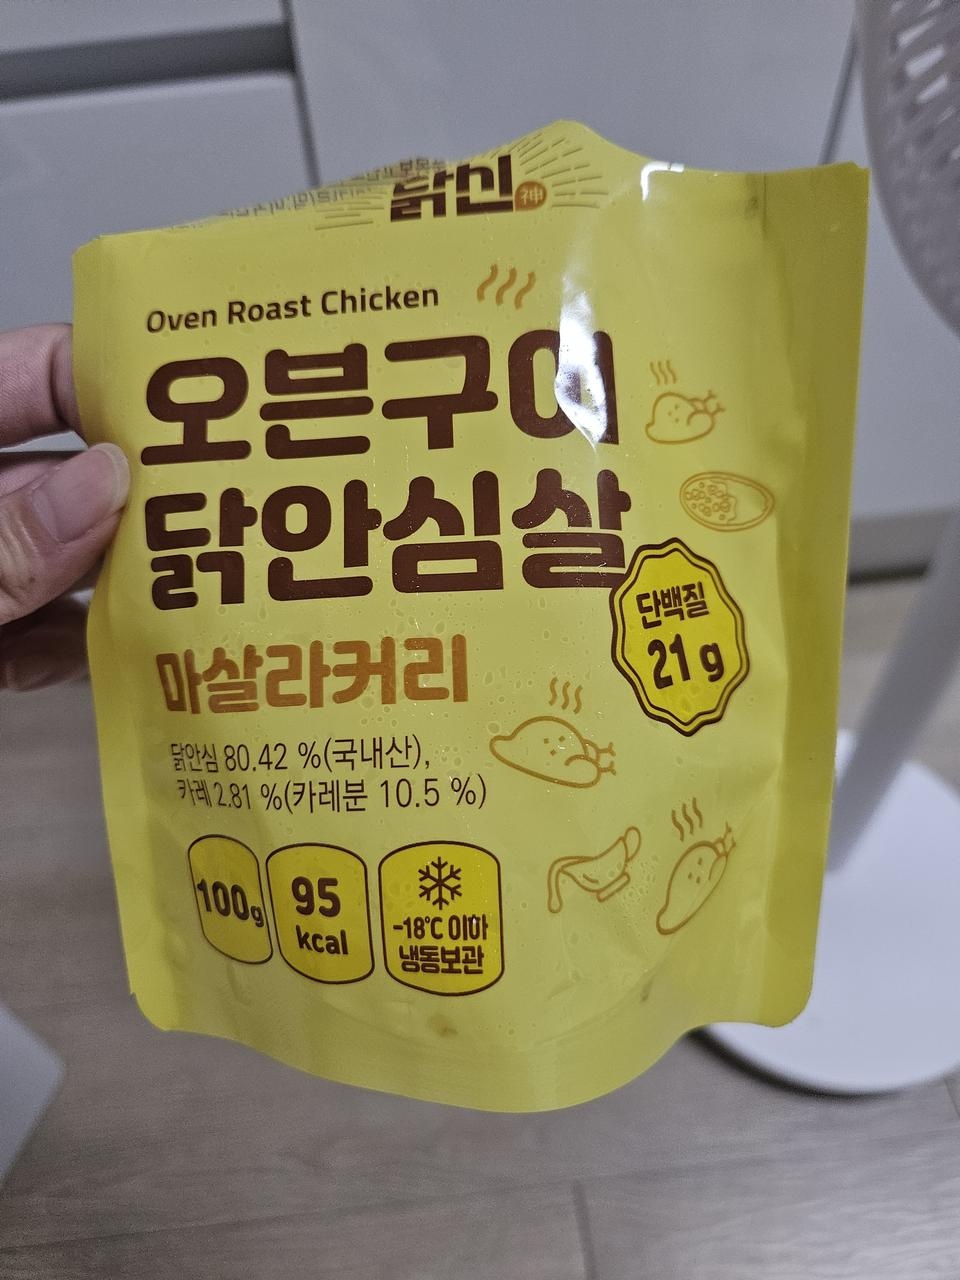 닭신
神
Oven Roast Chicken
오븐구이
닭안심살
단백질
21 g
마살라커리
닭안심 80.42 %(국내산),
카레 2.81 %(카레분 10.5 %)
100g
95
kcal
-18℃ 이하
냉동보관